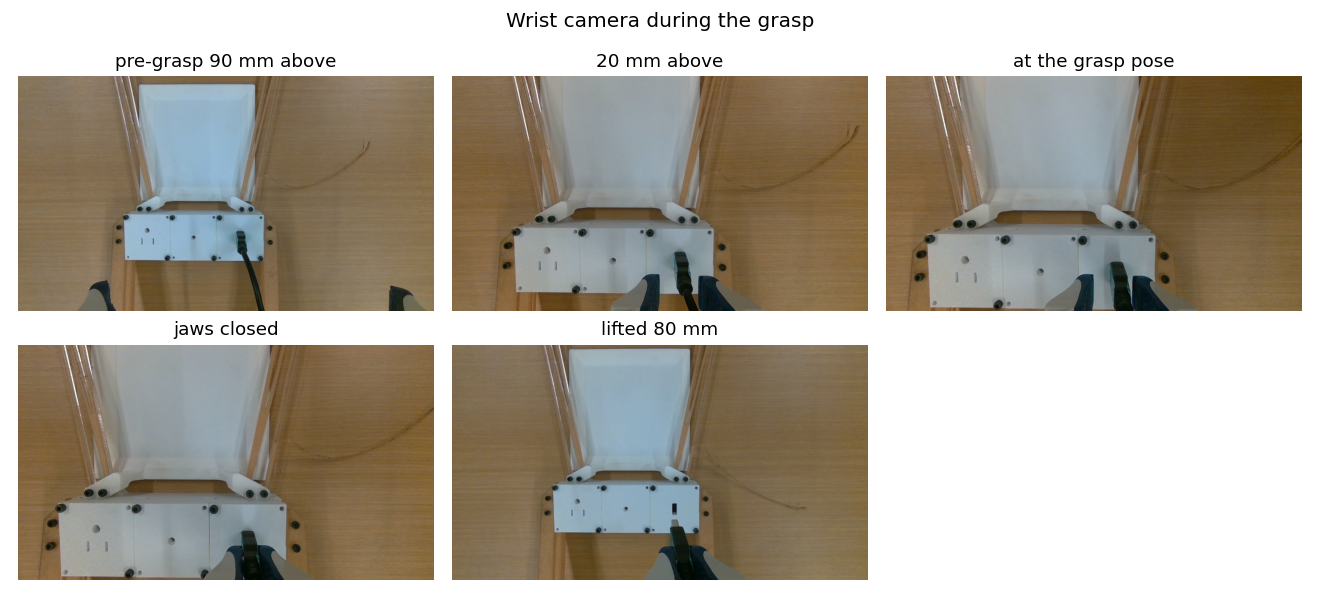 Wrist camera during the grasp
pre-grasp 90 mm above
20 mm above
at the grasp pose
jaws closed
lifted 80 mm